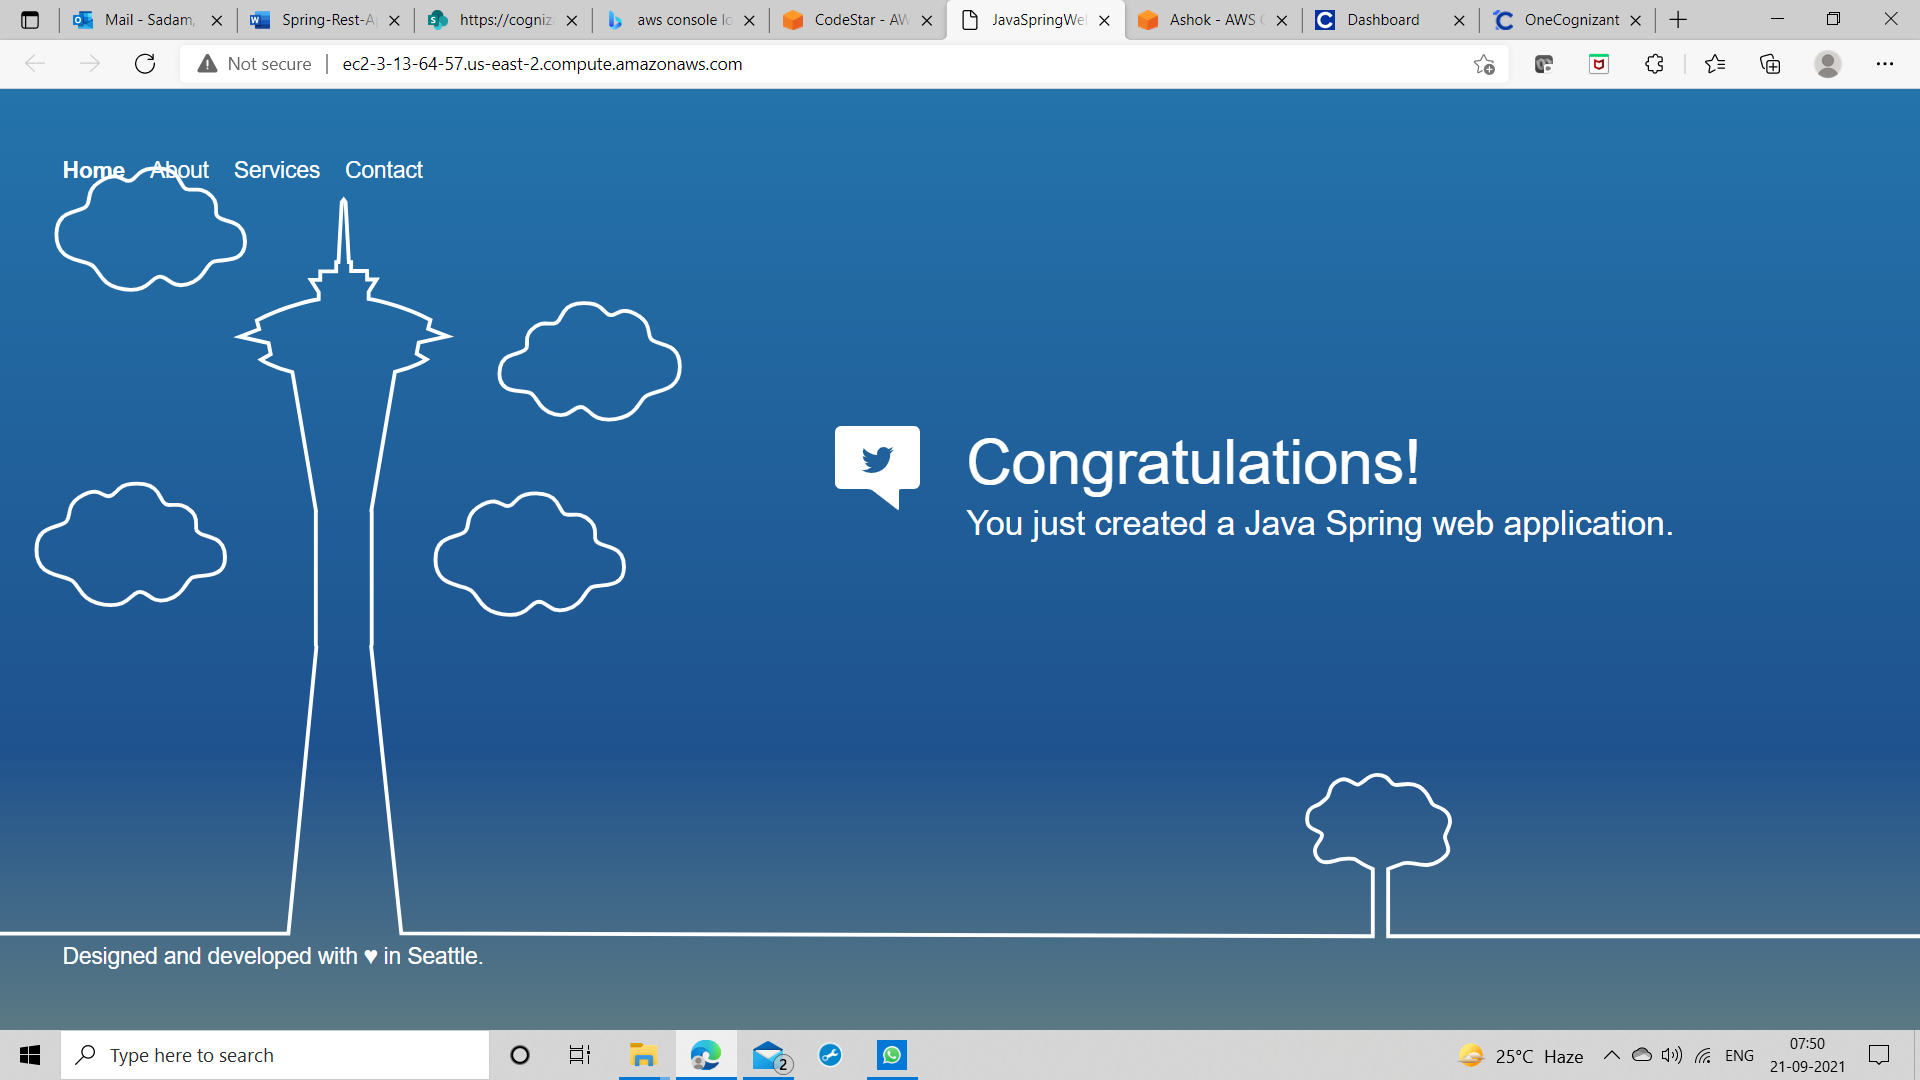 Mail - Sadam,
Spring-Rest-A
https://cogniza
aws console lo
CodeStar - AW
JavaSpringWe
Ashok - AWS
Dashboard
OneCognizant
Not secure
ec2-3-13-64-57.us-east-2.compute.amazonaws.com
Home About Services Contact
Congratulations!
You just created a Java Spring web application.
Designed and developed with ♥ in Seattle.
Type here to search
2
25°C Haze
ENG
07:50
21-09-2021